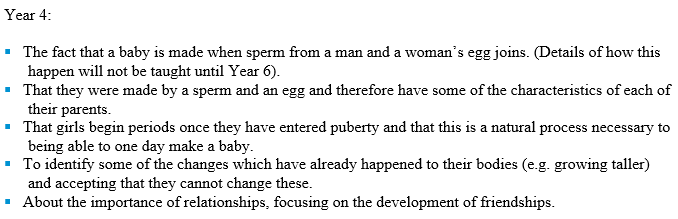 Year 4:
▪ The fact that a baby is made when sperm from a man and a woman's egg joins. (Details of how this
happen will not be taught until Year 6).
▪ That they were made by a sperm and an egg and therefore have some of the characteristics of each of
their parents.
▪ That girls begin periods once they have entered puberty and that this is a natural process necessary to
being able to one day make a baby.
▪ To identify some of the changes which have already happened to their bodies (e.g. growing taller)
and accepting that they cannot change these.
▪ About the importance of relationships, focusing on the development of friendships.